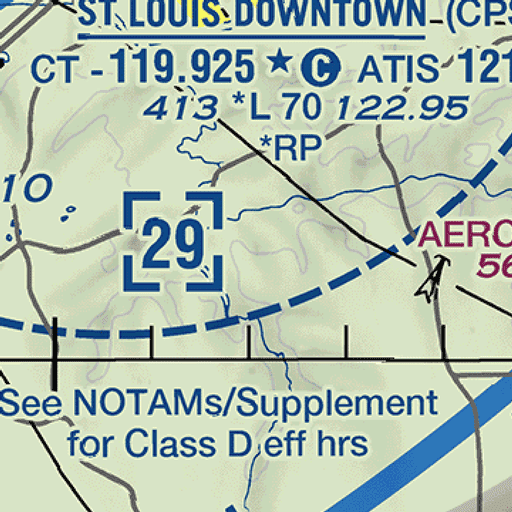 ST LOUIS DOWNTOWN (CPS
CT - 119.925 ★ C ATIS 121
413 *L 70 122.95
*RP
10
29
AERO
56
See NOTAMs/Supplement
for Class D eff hrs